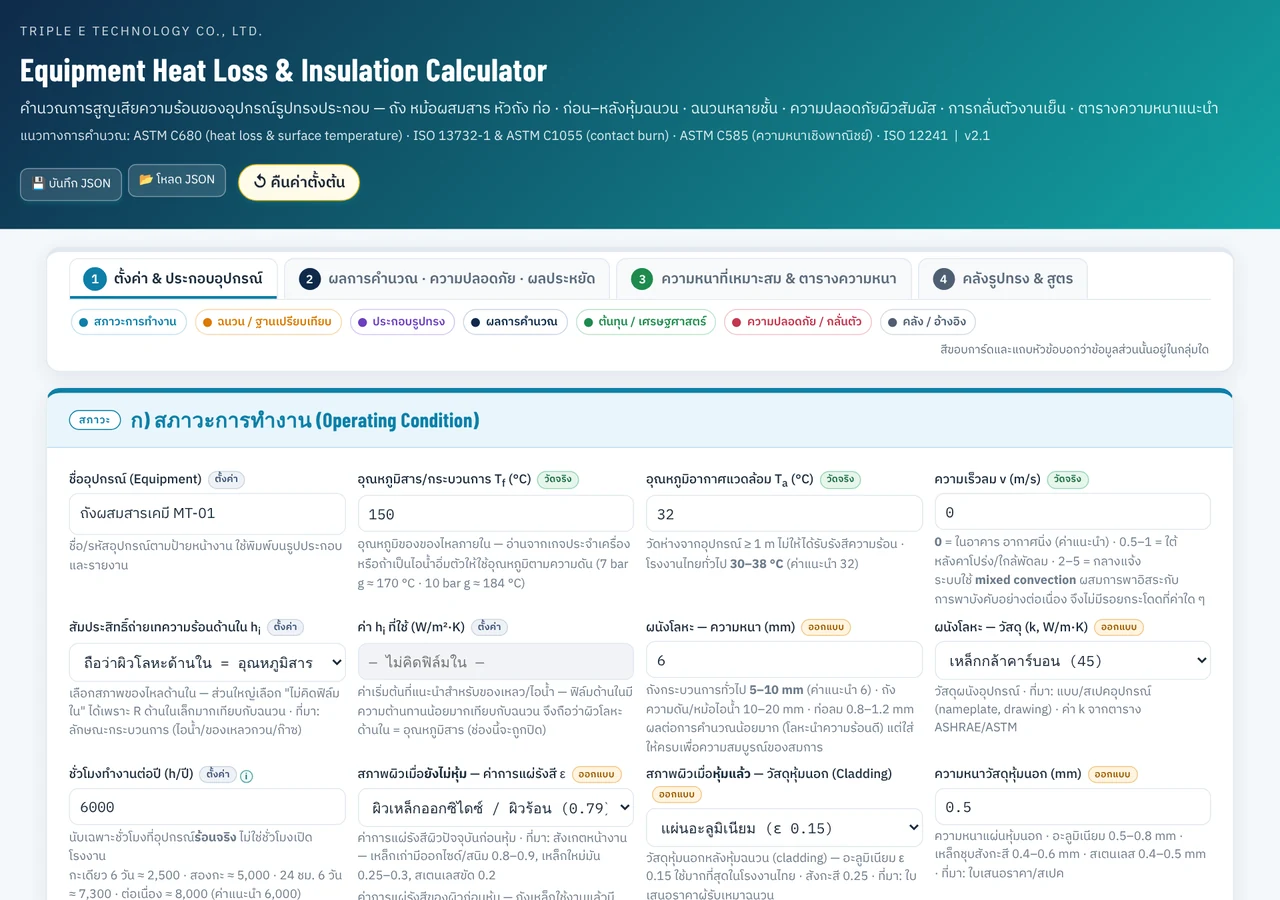 TRIPLE E TECHNOLOGY CO., LTD.
Equipment Heat Loss & Insulation Calculator
คำนวณการสูญเสียความร้อนของอุปกรณ์รูปทรงประกอบ — ถัง หม้อผสมสาร หัวถัง ท่อ · ก่อน–หลังหุ้มฉนวน · ฉนวนหลายชั้น · ความปลอดภัยผิวสัมผัส · การกลั่นตัวงานเย็น · ตารางความหนาแนะนำ
แนวทางการคำนวณ: ASTM C680 (heat loss & surface temperature) · ISO 13732-1 & ASTM C1055 (contact burn) · ASTM C585 (ความหนาเชิงพาณิชย์) · ISO 12241 | v2.1
💾 บันทึก JSON 📂 โหลด JSON ↺ คืนค่าตั้งต้น
1 ตั้งค่า & ประกอบอุปกรณ์ 2 ผลการคำนวณ · ความปลอดภัย · ผลประหยัด 3 ความหนาที่เหมาะสม & ตารางความหนา 4 คลังรูปทรง & สูตร
สภาวะการทำงาน ฉนวน / ฐานเปรียบเทียบ ประกอบรูปทรง ผลการคำนวณ ต้นทุน / เศรษฐศาสตร์ ความปลอดภัย / กลั่นตัว คลัง / อ้างอิง
สีขอบการ์ดและแถบหัวข้อบอกว่าข้อมูลส่วนนั้นอยู่ในกลุ่มใด
สภาวะ ก) สภาวะการทำงาน (Operating Condition)
ชื่ออุปกรณ์ (Equipment) ตั้งค่า
ถังผสมสารเคมี MT-01
ชื่อ/รหัสอุปกรณ์ตามป้ายหน้างาน ใช้พิมพ์บนรูปประกอบ
และรายงาน
อุณหภูมิสาร/กระบวนการ Tf (°C) วัดจริง
150
อุณหภูมิของของไหลภายใน — อ่านจากเกจประจำเครื่อง
หรือถ้าเป็นไอน้ำอิ่มตัวให้ใช้อุณหภูมิตามความดัน (7 bar
g ≈ 170 °C · 10 bar g ≈ 184 °C)
อุณหภูมิอากาศแวดล้อม Ta (°C) วัดจริง
32
วัดห่างจากอุปกรณ์ ≥ 1 m ไม่ให้ได้รับรังสีความร้อน ·
โรงงานไทยทั่วไป 30–38 °C (ค่าแนะนำ 32)
ความเร็วลม v (m/s) วัดจริง
0
0 = ในอาคาร อากาศนิ่ง (ค่าแนะนำ) · 0.5–1 = ใต้
หลังคาโปร่ง/ใกล้พัดลม · 2–5 = กลางแจ้ง
ระบบใช้ mixed convection ผสมการพาอิสระกับ
การพาบังคับอย่างต่อเนื่อง จึงไม่มีรอยกระโดดที่ค่าใด ๆ
สัมประสิทธิ์ถ่ายเทความร้อนด้านใน hi ตั้งค่า
ถือว่าผิวโลหะด้านใน = อุณหภูมิสาร
เลือกสภาพของไหลด้านใน — ส่วนใหญ่เลือก "ไม่คิดฟิล์ม
ใน" ได้เพราะ R ด้านในเล็กมากเทียบกับฉนวน · ที่มา:
ลักษณะกระบวนการ (ไอน้ำ/ของเหลวกวน/ก๊าซ)
ค่า hi ที่ใช้ (W/m²·K) ตั้งค่า
— ไม่คิดฟิล์มใน —
ค่าเริ่มต้นที่แนะนำสำหรับของเหลว/ไอน้ำ — ฟิล์มด้านในมี
ความต้านทานน้อยมากเทียบกับฉนวน จึงถือว่าผิวโลหะ
ด้านใน = อุณหภูมิสาร (ช่องนี้จะถูกปิด)
ผนังโลหะ — ความหนา (mm) ออกแบบ
6
ถังกระบวนการทั่วไป 5–10 mm (ค่าแนะนำ 6) · ถัง
ความดัน/หม้อไอน้ำ 10–20 mm · ท่อลม 0.8–1.2 mm
ผลต่อการคำนวณน้อยมาก (โลหะนำความร้อนดี) แต่ใส่
ให้ครบเพื่อความสมบูรณ์ของสมการ
ผนังโลหะ — วัสดุ (k, W/m·K) ออกแบบ
เหล็กกล้าคาร์บอน (45)
วัสดุผนังอุปกรณ์ · ที่มา: แบบ/สเปคอุปกรณ์
(nameplate, drawing) · ค่า k จากตาราง
ASHRAE/ASTM
ชั่วโมงทำงานต่อปี (h/ปี) ตั้งค่า i
6000
นับเฉพาะชั่วโมงที่อุปกรณ์ร้อนจริง ไม่ใช่ชั่วโมงเปิด
โรงงาน
กะเดียว 6 วัน ≈ 2,500 · สองกะ ≈ 5,000 · 24 ชม. 6 วัน
≈ 7,300 · ต่อเนื่อง ≈ 8,000 (ค่าแนะนำ 6,000)
สภาพผิวเมื่อยังไม่หุ้ม — ค่าการแผ่รังสี ε ออกแบบ
ผิวเหล็กออกซิไดซ์ / ผิวร้อน (0.79)
ค่าการแผ่รังสีผิวปัจจุบันก่อนหุ้ม · ที่มา: สังเกตหน้างาน
— เหล็กเก่ามีออกไซด์/สนิม 0.8–0.9, เหล็กใหม่มัน
0.25–0.3, สเตนเลสขัด 0.2
ค่าการแผ่รังสีของผิวก่อนหุ้ม — ถังเหล็กใช้งานแล้วมี
สภาพผิวเมื่อหุ้มแล้ว — วัสดุหุ้มนอก (Cladding)
ออกแบบ
แผ่นอะลูมิเนียม (ε 0.15)
วัสดุหุ้มนอกหลังหุ้มฉนวน (cladding) — อะลูมิเนียม ε
0.15 ใช้มากที่สุดในโรงงานไทย · สังกะสี 0.25 · ที่มา: ใบ
เสนอราคาผู้รับเหมาฉนวน
ความหนาวัสดุหุ้มนอก (mm) ออกแบบ
0.5
ความหนาแผ่นหุ้มนอก · อะลูมิเนียม 0.5–0.8 mm ·
เหล็กชุบสังกะสี 0.4–0.6 mm · สเตนเลส 0.4–0.5 mm
· ที่มา: ใบเสนอราคา/สเปค